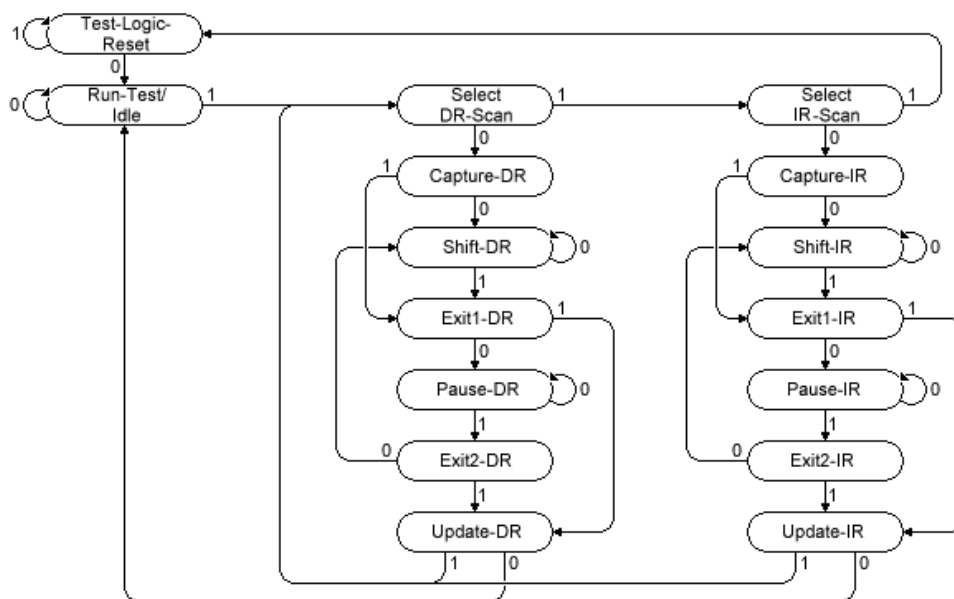 1
Test-Logic-
Reset
0
0
Run-Test/
Idle
1
Select
DR-Scan
1
Select
IR-Scan
1
0
0
1
Capture-DR
1
Capture-IR
0
0
Shift-DR
0
Shift-IR
0
1
1
Exit1-DR
1
Exit1-IR
1
0
0
Pause-DR
0
Pause-IR
0
1
1
0
Exit2-DR
0
Exit2-IR
1
1
Update-DR
Update-IR
1
0
1
0